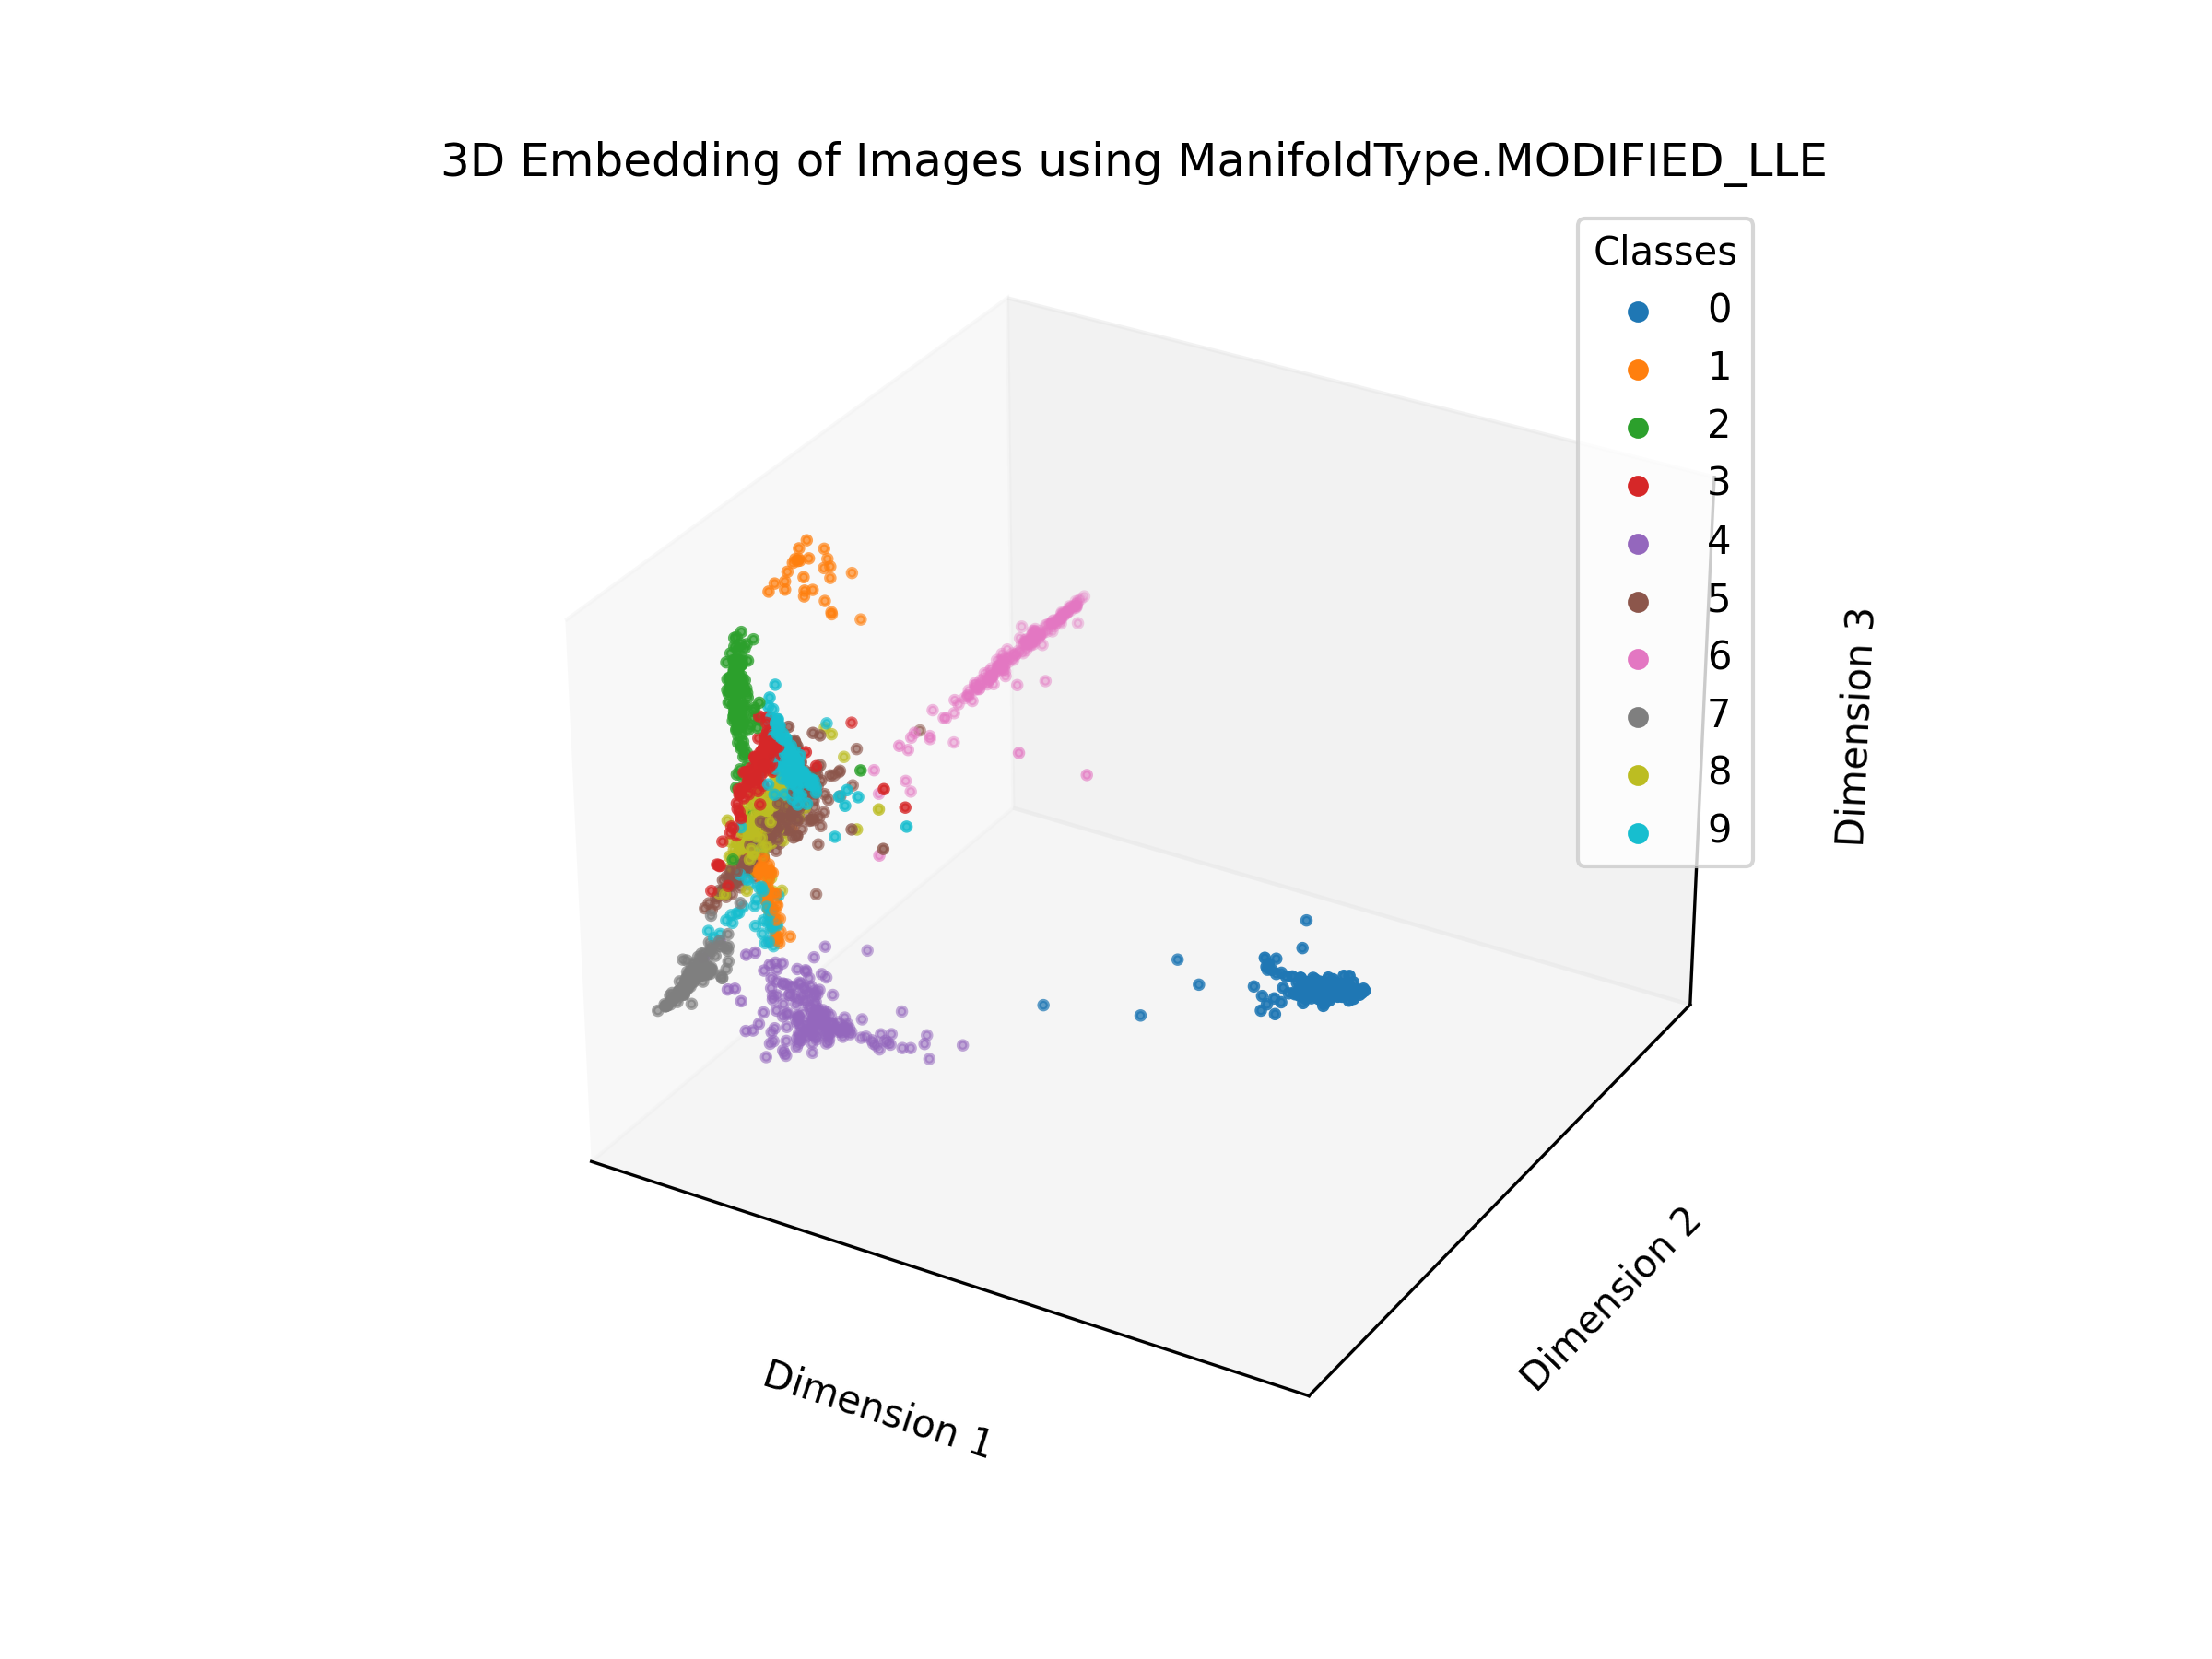 3D Embedding of Images using ManifoldType.MODIFIED_LLE
Classes
0
1
2
3
4
5
6
7
8
9
Dimension 3
Dimension 2
Dimension 1